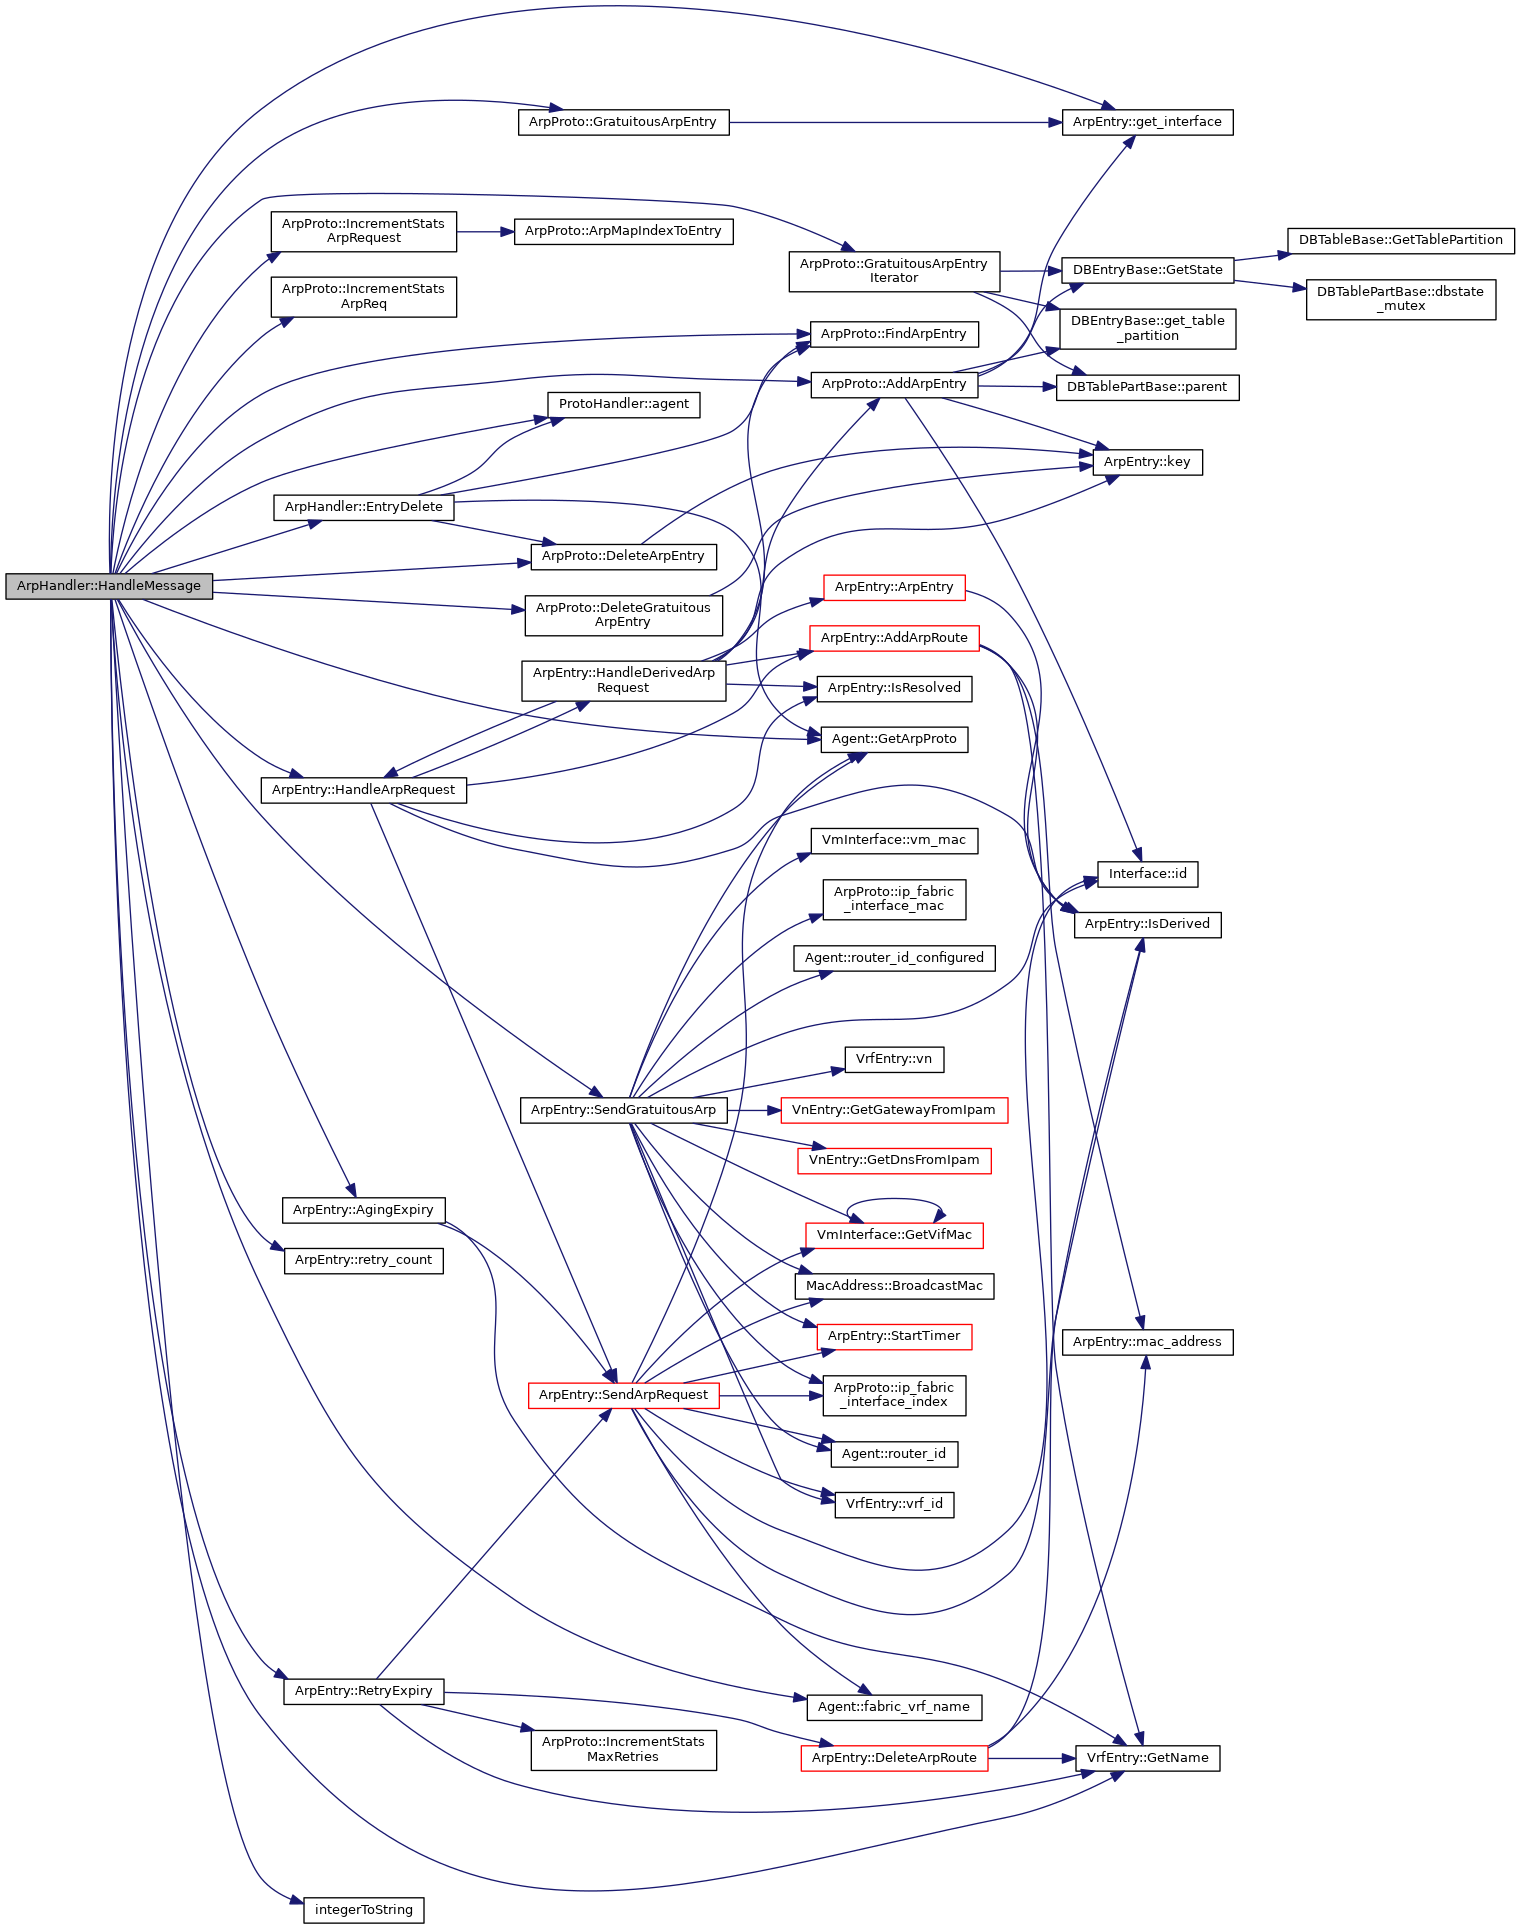 ArpProto::GratuitousArpEntry
ArpEntry::get_interface
ArpProto::IncrementStats
ArpRequest
ArpProto::ArpMapIndexToEntry
DBTableBase::GetTablePartition
ArpProto::GratuitousArpEntry
Iterator
DBEntryBase::GetState
ArpProto::IncrementStats
ArpReq
DBTablePartBase::dbstate
_mutex
ArpProto::FindArpEntry
DBEntryBase::get_table
_partition
ArpProto::AddArpEntry
DBTablePartBase::parent
ProtoHandler::agent
ArpEntry::key
ArpHandler::EntryDelete
ArpProto::DeleteArpEntry
ArpHandler::HandleMessage
ArpEntry::ArpEntry
ArpProto::DeleteGratuitous
ArpEntry
ArpEntry::AddArpRoute
ArpEntry::HandleDerivedArp
Request
ArpEntry::IsResolved
Agent::GetArpProto
ArpEntry::HandleArpRequest
VmInterface::vm_mac
Interface::id
ArpProto::ip_fabric
_interface_mac
ArpEntry::IsDerived
Agent::router_id_configured
VrfEntry::vn
ArpEntry::SendGratuitousArp
VnEntry::GetGatewayFromIpam
VnEntry::GetDnsFromIpam
ArpEntry::AgingExpiry
VmInterface::GetVifMac
ArpEntry::retry_count
MacAddress::BroadcastMac
ArpEntry::StartTimer
ArpEntry::mac_address
ArpEntry::SendArpRequest
ArpProto::ip_fabric
_interface_index
Agent::router_id
VrfEntry::vrf_id
ArpEntry::RetryExpiry
Agent::fabric_vrf_name
ArpProto::IncrementStats
MaxRetries
ArpEntry::DeleteArpRoute
VrfEntry::GetName
integerToString